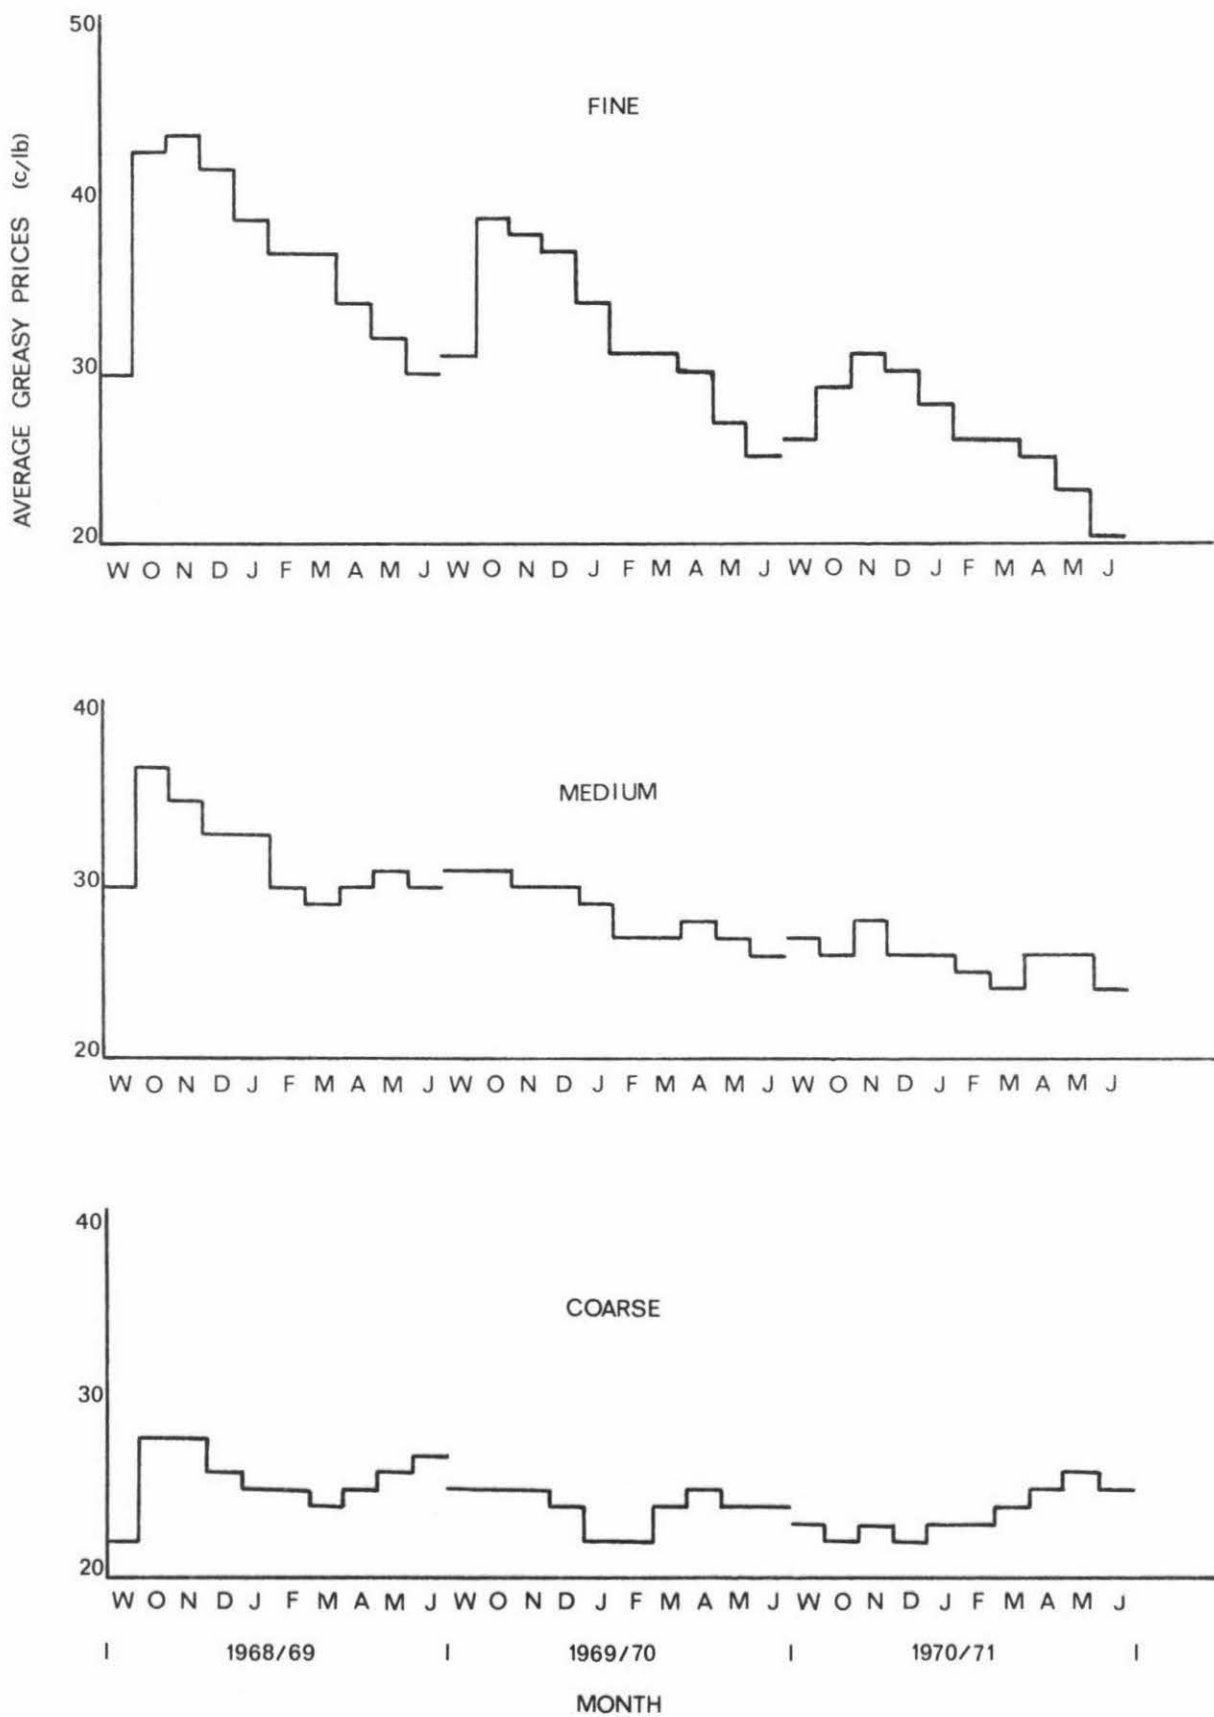 50
FINE
40
30
20
AVERAGE GREASY PRICES (c/lb)
W O N D J F M A M J W O N D J F M A M J W O N D J F M A M J
40
MEDIUM
30
20
W O N D J F M A M J W O N D J F M A M J W O N D J F M A M J
40
COARSE
30
20
W O N D J F M A M J W O N D J F M A M J W O N D J F M A M J
1968/69 1969/70 1970/71
MONTH